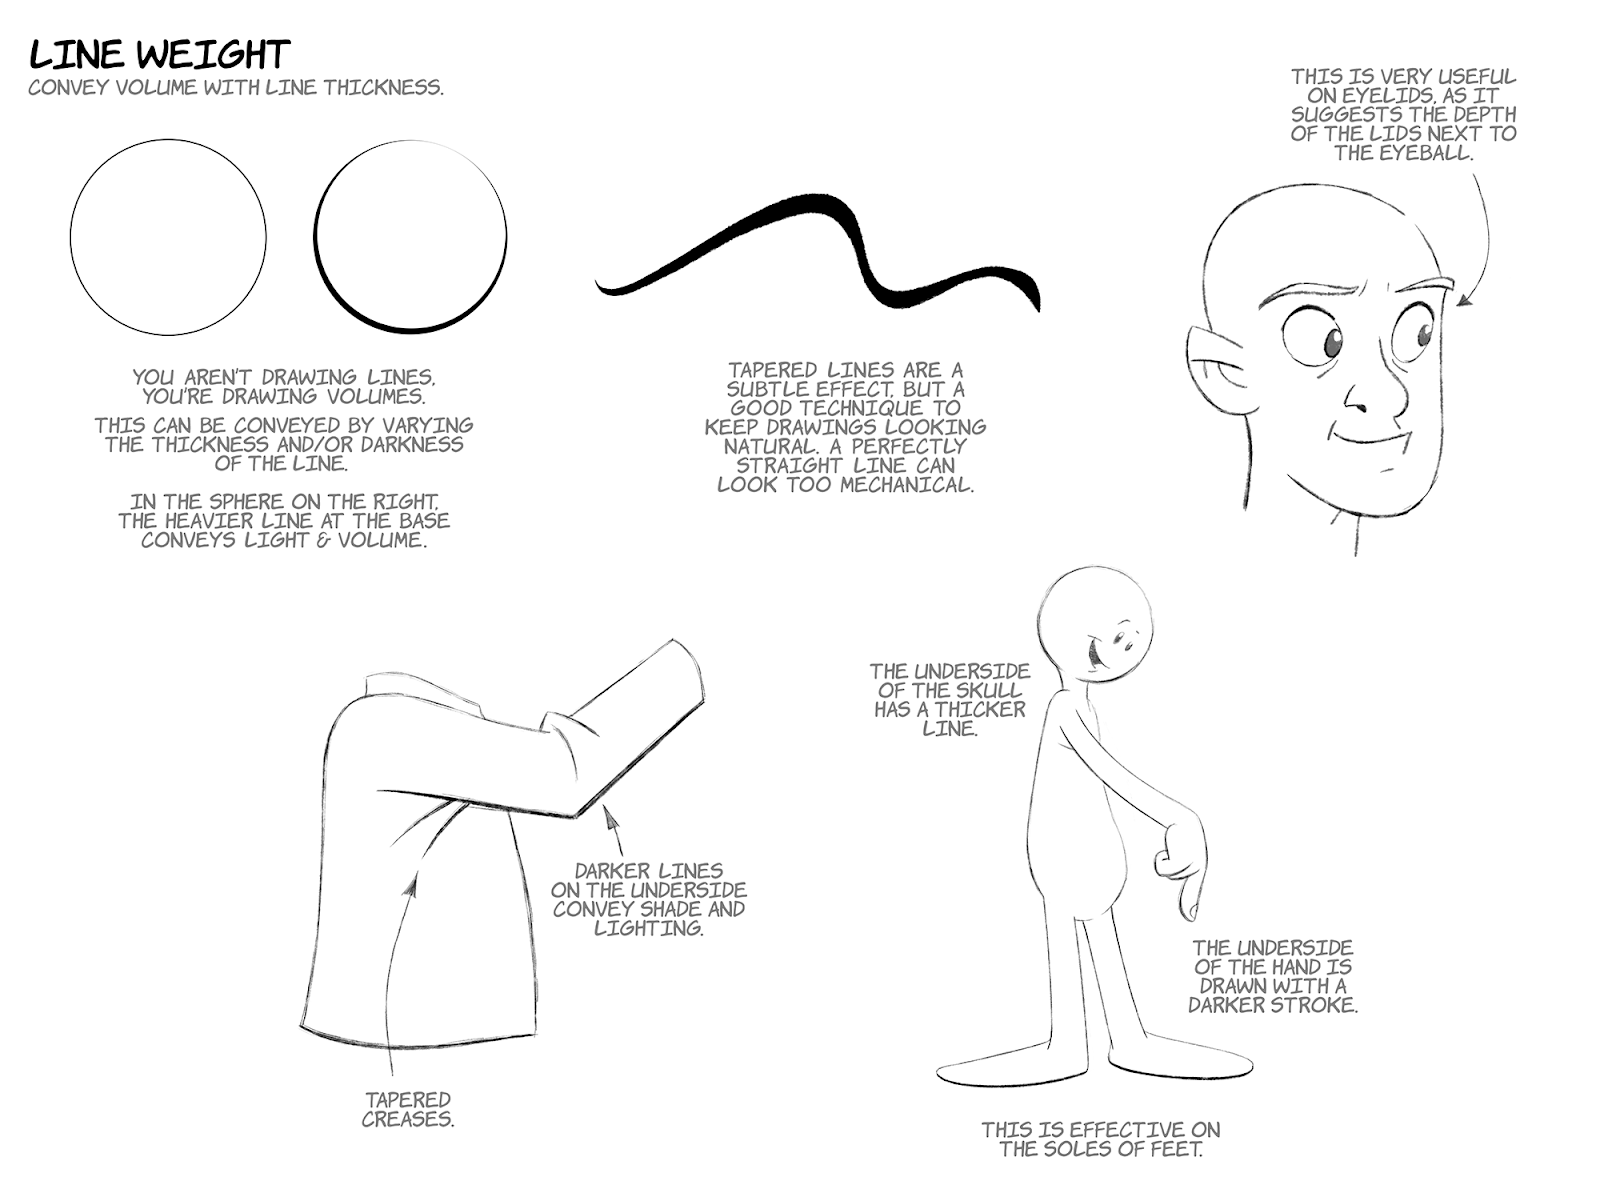 LINE WEIGHT
CONVEY VOLUME WITH LINE THICKNESS.
THIS IS VERY USEFUL
ON EYELIDS, AS IT
SUGGESTS THE DEPTH
OF THE LIDS NEXT TO
THE EYEBALL.
YOU AREN'T DRAWING LINES,
YOU'RE DRAWING VOLUMES.
THIS CAN BE CONVEYED BY VARYING
THE THICKNESS AND/OR DARKNESS
OF THE LINE.
IN THE SPHERE ON THE RIGHT,
THE HEAVIER LINE AT THE BASE
CONVEYS LIGHT & VOLUME.
TAPERED LINES ARE A
SUBTLE EFFECT, BUT A
GOOD TECHNIQUE TO
KEEP DRAWINGS LOOKING
NATURAL. A PERFECTLY
STRAIGHT LINE CAN
LOOK TOO MECHANICAL.
THE UNDERSIDE
OF THE SKULL
HAS A THICKER
LINE.
DARKER LINES
ON THE UNDERSIDE
CONVEY SHADE AND
LIGHTING.
THE UNDERSIDE
OF THE HAND IS
DRAWN WITH A
DARKER STROKE.
TAPERED
CREASES.
THIS IS EFFECTIVE ON
THE SOLES OF FEET.